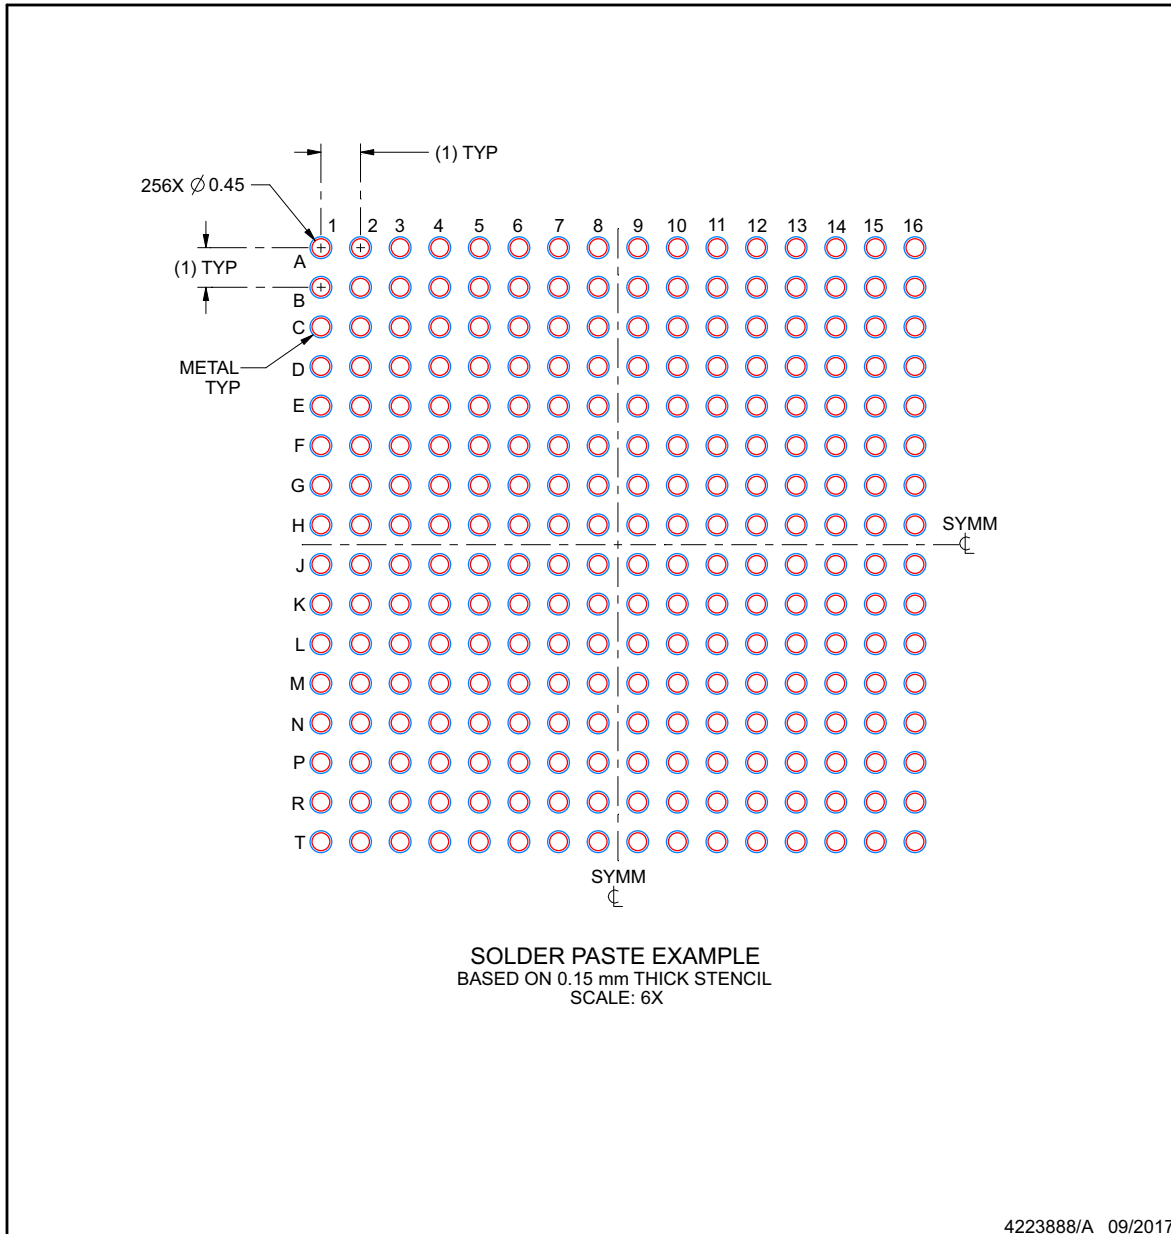 (1) TYP
256X ∅ 0.45
1 2 3 4 5 6 7 8 9 10 11 12 13 14 15 16
A
(1) TYP
B
C
METAL
TYP
D
E
F
G
H
SYMM
℄
J
K
L
M
N
P
R
T
SYMM
℄
SOLDER PASTE EXAMPLE
BASED ON 0.15 mm THICK STENCIL
SCALE: 6X
4223888/A 09/2017